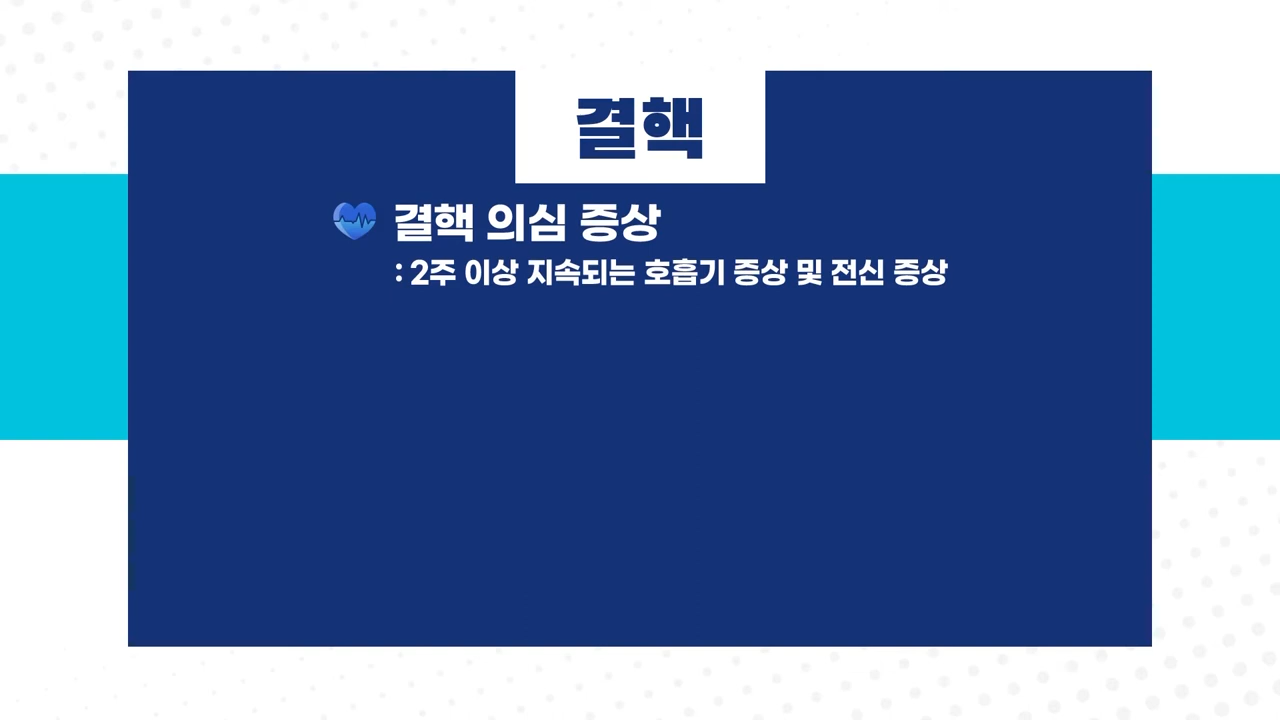 결핵
결핵 의심 증상
: 2주 이상 지속되는 호흡기 증상 및 전신 증상